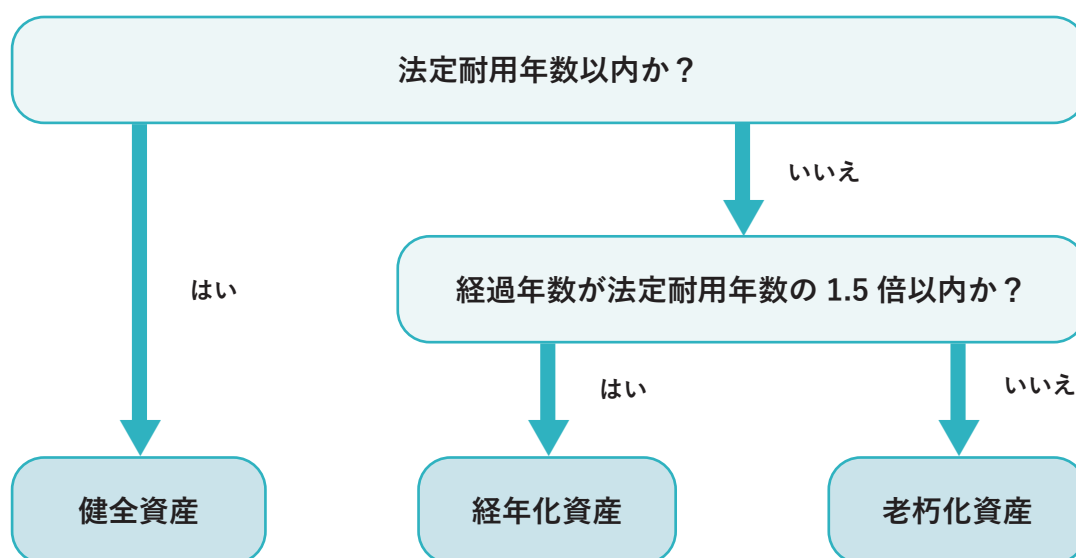 法定耐用年数以内か？
いいえ
はい
経過年数が法定耐用年数の 1.5 倍以内か？
はい
いいえ
健全資産
経年化資産
老朽化資産